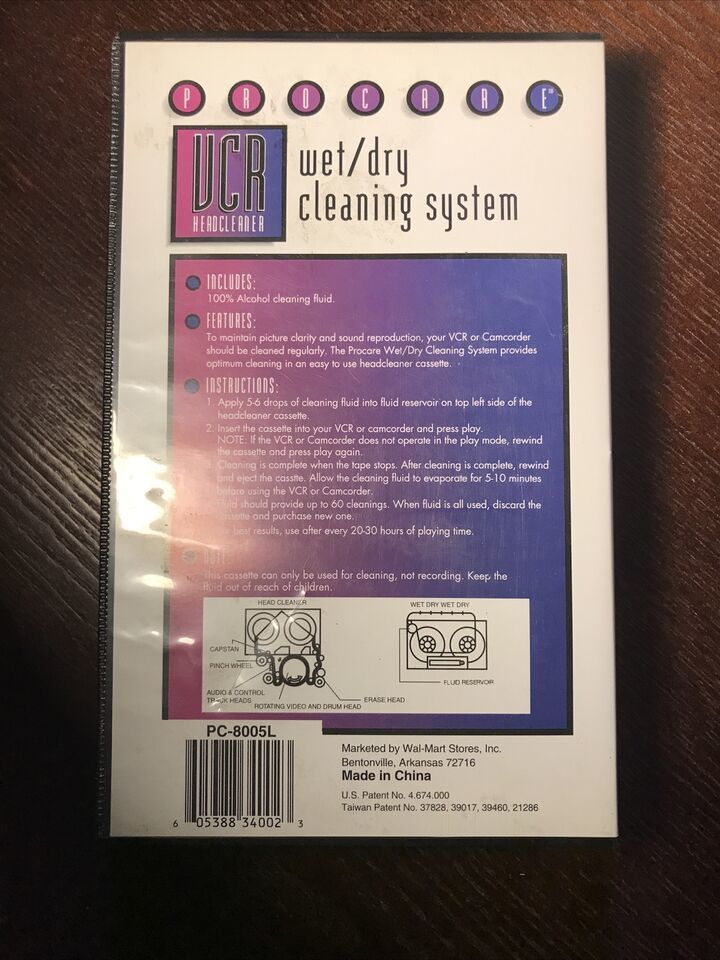 PROCARE™
VCR
HEADCLEANER
wet/dry
cleaning system
INCLUDES:
100% Alcohol cleaning fluid.
FEATURES:
To maintain picture clarity and sound reproduction, your VCR or Camcorder
should be cleaned regularly. The Procare Wet/Dry Cleaning System provides
optimum cleaning in an easy to use headcleaner cassette.
INSTRUCTIONS:
1. Apply 5-6 drops of cleaning fluid into fluid reservoir on top left side of the
headcleaner cassette.
2. Insert the cassette into your VCR or camcorder and press play.
NOTE: If the VCR or Camcorder does not operate in the play mode, rewind
the cassette and press play again.
Cleaning is complete when the tape stops. After cleaning is complete, rewind
and eject the casstte. Allow the cleaning fluid to evaporate for 5-10 minutes
before using the VCR or Camcorder.
Fluid should provide up to 60 cleanings. When fluid is all used, discard the
cassette and purchase new one.
best results, use after every 20-30 hours of playing time.
This cassette can only be used for cleaning, not recording. Keep the
fluid out of reach of children.
HEAD CLEANER
CAPSTAN
PINCH WHEEL
AUDIO & CONTROL
TRACK HEADS
ROTATING VIDEO AND DRUM HEAD
ERASE HEAD
WET DRY WET DRY
FLUID RESERVOIR
PC-8005L
6 05388 34002 3
Marketed by Wal-Mart Stores, Inc.
Bentonville, Arkansas 72716
Made in China
U.S. Patent No. 4.674.000
Taiwan Patent No. 37828, 39017, 39460, 21286